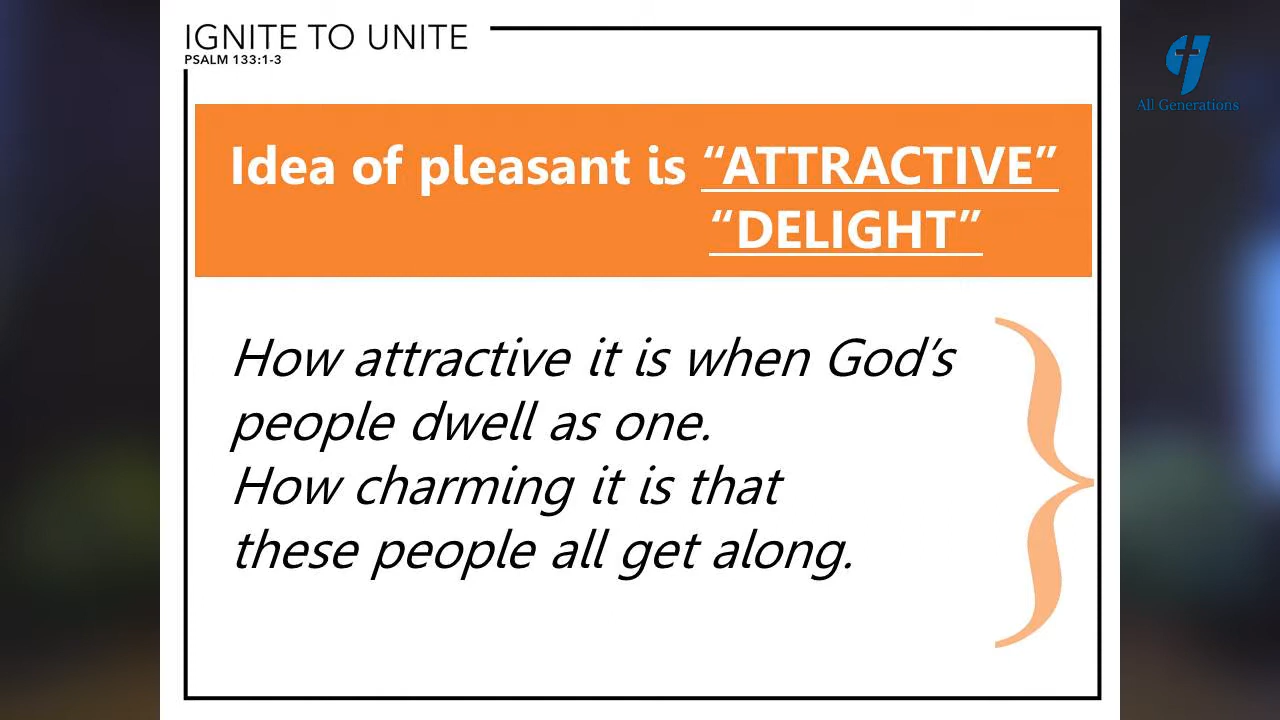 IGNITE TO UNITE
PSALM 133:1-3
All Generations
Idea of pleasant is “ATTRACTIVE”
“DELIGHT”
How attractive it is when God’s
people dwell as one.
How charming it is that
these people all get along.